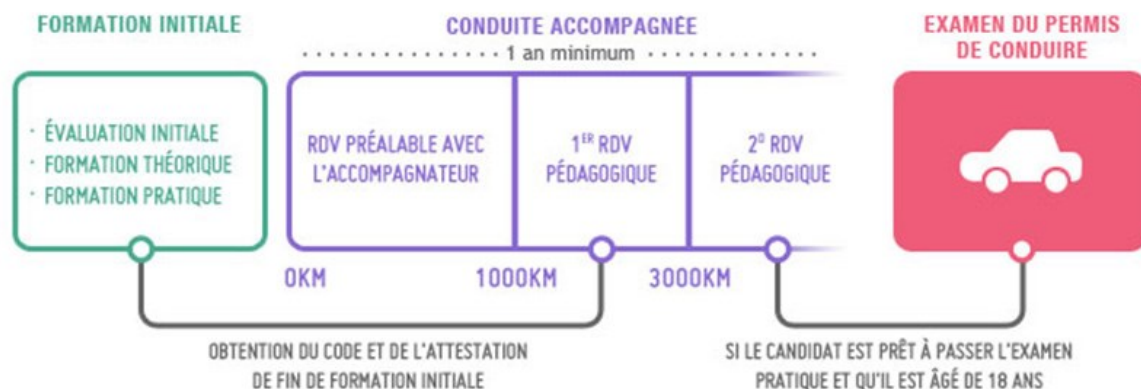 FORMATION INITIALE
· ÉVALUATION INITIALE
· FORMATION THÉORIQUE
· FORMATION PRATIQUE
CONDUITE ACCOMPAGNÉE
1 an minimum
RDV PRÉALABLE AVEC
L'ACCOMPAGNATEUR
1ER RDV
PÉDAGOGIQUE
2D RDV
PÉDAGOGIQUE
0KM
1000KM
3000KM
EXAMEN DU PERMIS
DE CONDUIRE
OBTENTION DU CODE ET DE L'ATTESTATION
DE FIN DE FORMATION INITIALE
SI LE CANDIDAT EST PRÊT À PASSER L'EXAMEN
PRATIQUE ET QU'IL EST ÂGÉ DE 18 ANS